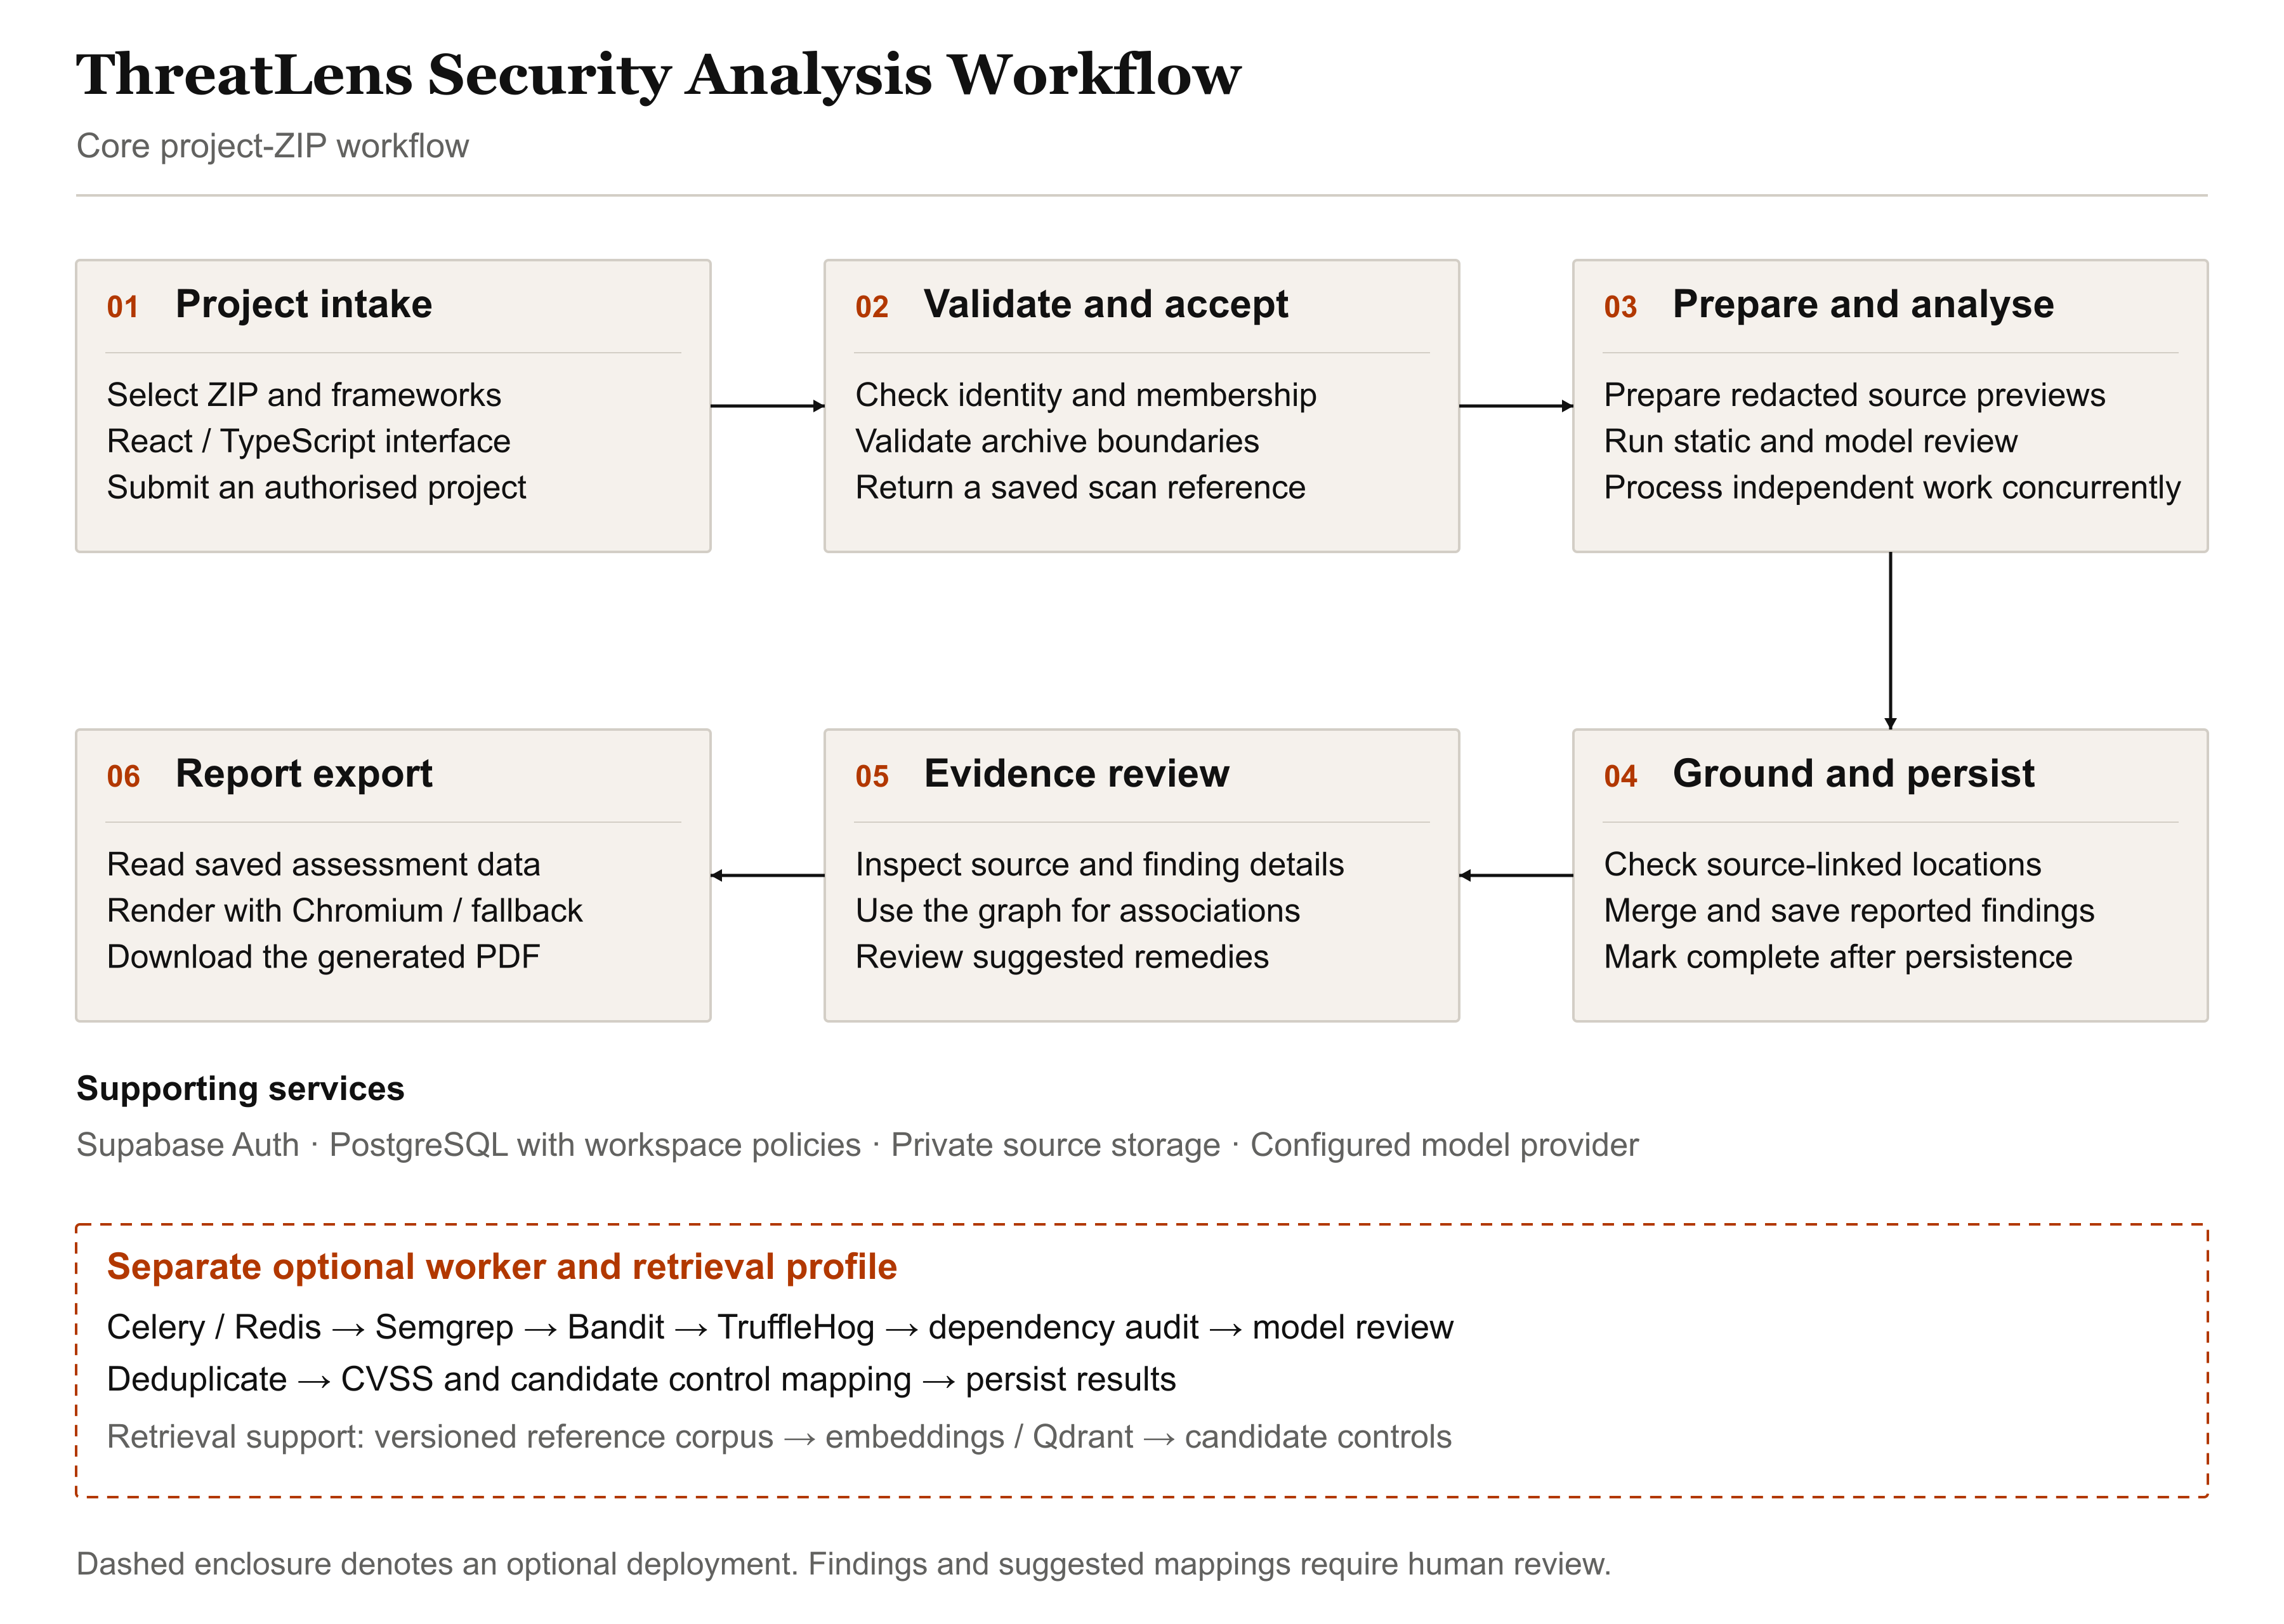 ThreatLens Security Analysis Workflow
Core project-ZIP workflow
01 Project intake
Select ZIP and frameworks
React / TypeScript interface
Submit an authorised project
02 Validate and accept
Check identity and membership
Validate archive boundaries
Return a saved scan reference
03 Prepare and analyse
Prepare redacted source previews
Run static and model review
Process independent work concurrently
04 Ground and persist
Check source-linked locations
Merge and save reported findings
Mark complete after persistence
05 Evidence review
Inspect source and finding details
Use the graph for associations
Review suggested remedies
06 Report export
Read saved assessment data
Render with Chromium / fallback
Download the generated PDF
Supporting services
Supabase Auth · PostgreSQL with workspace policies · Private source storage · Configured model provider
Separate optional worker and retrieval profile
Celery / Redis → Semgrep → Bandit → TruffleHog → dependency audit → model review
Deduplicate → CVSS and candidate control mapping → persist results
Retrieval support: versioned reference corpus → embeddings / Qdrant → candidate controls
Dashed enclosure denotes an optional deployment. Findings and suggested mappings require human review.